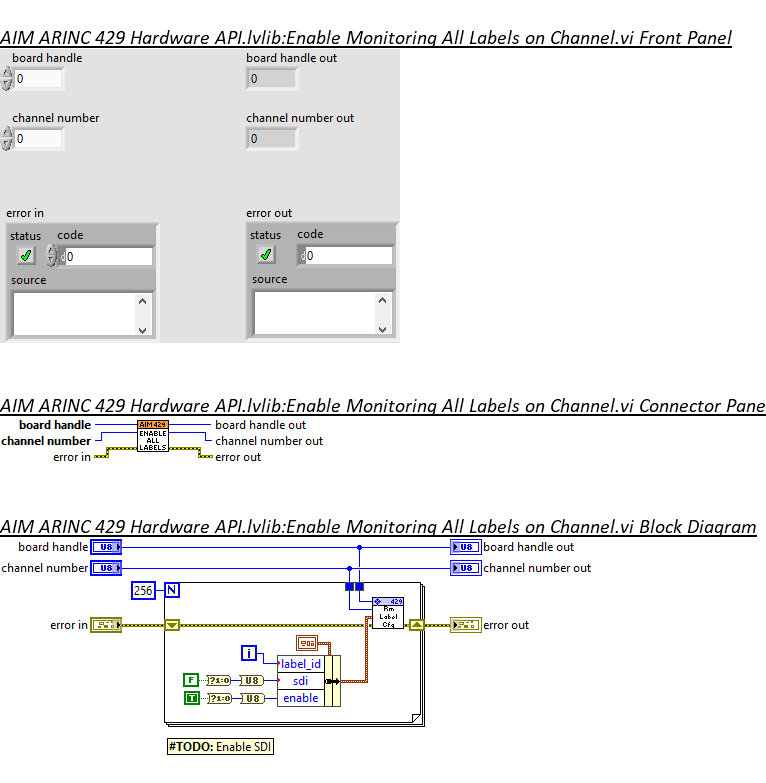 AIM ARINC 429 Hardware API.lvlib:Enable Monitoring All Labels on Channel.vi Front Panel
board handle
board handle out
0
0
channel number
channel number out
0
0
error in
error out
status code
status code
d0
d0
source
source
AIM ARINC 429 Hardware API.lvlib:Enable Monitoring All Labels on Channel.vi Connector Pane
board handle
AIM429
board handle out
channel number
ENABLE
ALL
LABELS
channel number out
error in
error out
AIM ARINC 429 Hardware API.lvlib:Enable Monitoring All Labels on Channel.vi Block Diagram
board handle U8
U8 board handle out
channel number U8
U8 channel number out
256 N
429
Rm
Label
Cfg
error in
error out
i
label_id
F ?1:0 U8 sdi
T ?1:0 U8 enable
#TODO: Enable SDI